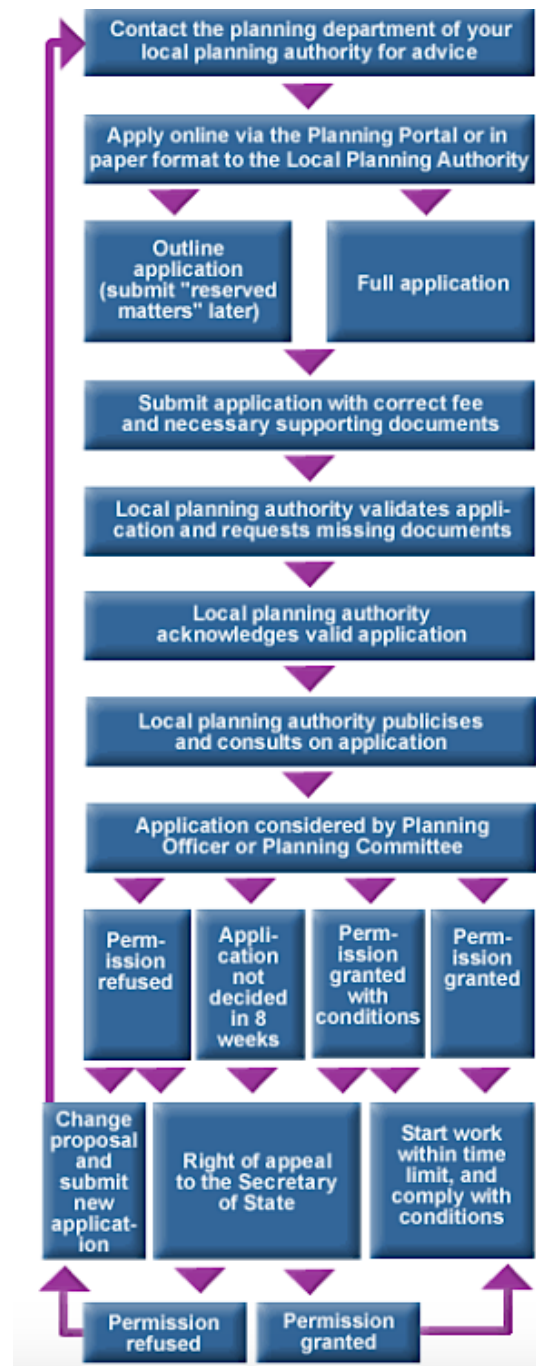 Contact the planning department of your
local planning authority for advice
Apply online via the Planning Portal or in
paper format to the Local Planning Authority
Outline
application
(submit "reserved
matters" later)
Full application
Submit application with correct fee
and necessary supporting documents
Local planning authority validates appli-
cation and requests missing documents
Local planning authority
acknowledges valid application
Local planning authority publicises
and consults on application
Application considered by Planning
Officer or Planning Committee
Perm-
ission
refused
Appli-
cation
not
decided
in 8
weeks
Perm-
ission
granted
with
conditions
Perm-
ission
granted
Change
proposal
and
submit
new
applicat-
ion
Right of appeal
to the Secretary
of State
Start work
within time
limit, and
comply with
conditions
Permission
refused
Permission
granted